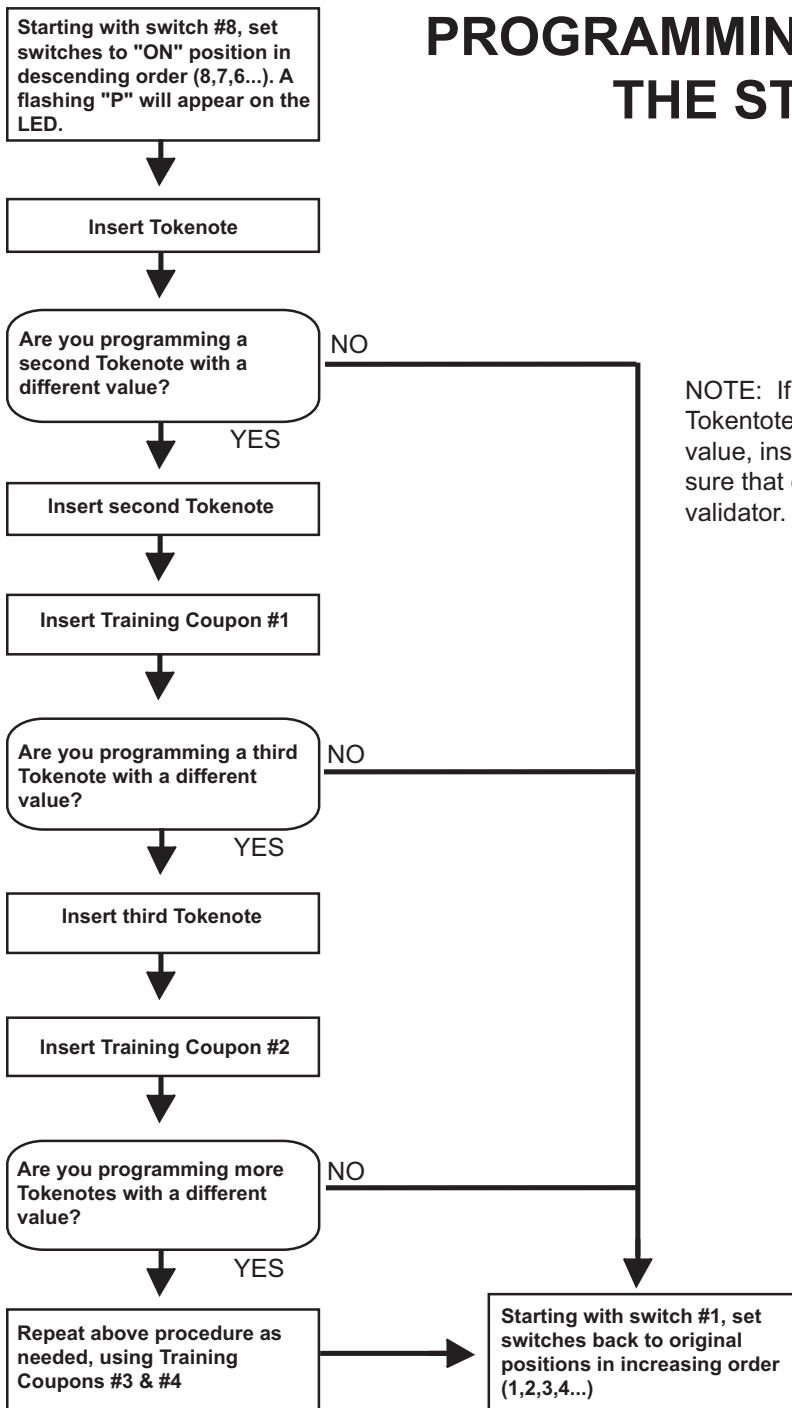 Starting with switch #8, set
switches to "ON" position in
descending order (8,7,6...). A
flashing "P" will appear on the
LED.
PROGRAMMIN
THE ST
Insert Tokenote
Are you programming a
second Tokenote with a
different value?
NO
YES
NOTE: If
Tokentote
value, ins
sure that
validator.
Insert second Tokenote
Insert Training Coupon #1
Are you programming a third
Tokenote with a different
value?
NO
YES
Insert third Tokenote
Insert Training Coupon #2
Are you programming more
Tokenotes with a different
value?
NO
YES
Repeat above procedure as
needed, using Training
Coupons #3 & #4
Starting with switch #1, set
switches back to original
positions in increasing order
(1,2,3,4...)